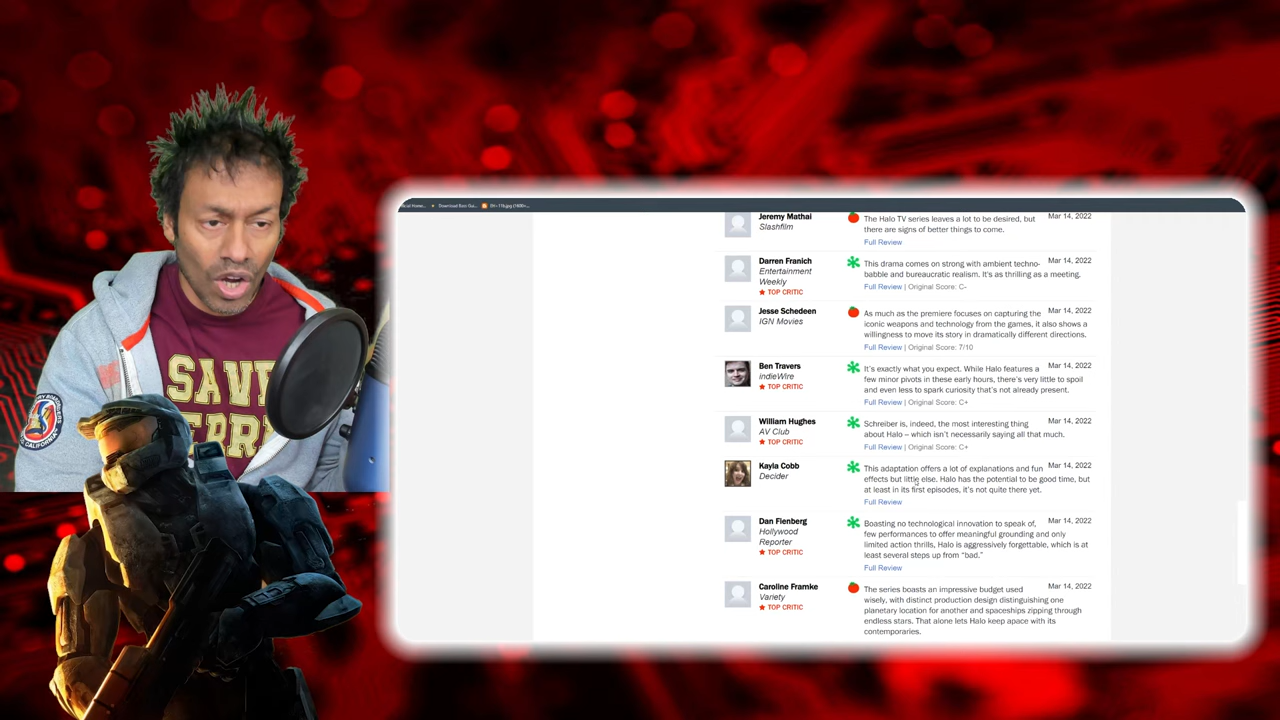 Download Basr Gui...
Jeremy Mathai
Slashfilm
The Halo TV series leaves a lot to be desired, but
there are signs of better things to come.
Mar 14, 2022
Full Review
Darren Franich
Entertainment
Weekly
TOP CRITIC
This drama comes on strong with ambient techno-
babble and bureaucratic realism. It's as thrilling as a meeting.
Mar 14, 2022
Full Review | Original Score: C-
Jesse Schedeen
IGN Movies
As much as the premiere focuses on capturing the
iconic weapons and technology from the games, it also shows a
willingness to move its story in dramatically different directions.
Mar 14, 2022
Full Review | Original Score: 7/10
Ben Travers
indieWire
TOP CRITIC
It's exactly what you expect. While Halo features a
few minor pivots in these early hours, there's very little to spoil
and even less to spark curiosity that's not already present.
Mar 14, 2022
Full Review | Original Score: C+
William Hughes
AV Club
TOP CRITIC
Schreiber is, indeed, the most interesting thing
about Halo – which isn't necessarily saying all that much.
Mar 14, 2022
Full Review | Original Score: C+
Kayla Cobb
Decider
This adaptation offers a lot of explanations and fun
effects but little else. Halo has the potential to be good time, but
at least in its first episodes, it's not quite there yet.
Mar 14, 2022
Full Review
Dan Fienberg
Hollywood
Reporter
TOP CRITIC
Boasting no technological innovation to speak of,
few performances to offer meaningful grounding and only
limited action thrills, Halo is aggressively forgettable, which is at
least several steps up from “bad.”
Mar 14, 2022
Full Review
Caroline Framke
Variety
TOP CRITIC
The series boasts an impressive budget used
wisely, with distinct production design distinguishing one
planetary location for another and spaceships zipping through
endless stars. That alone lets Halo keep apace with its
contemporaries.
Mar 14, 2022
SAVE
FERRI
CALIFORNIA